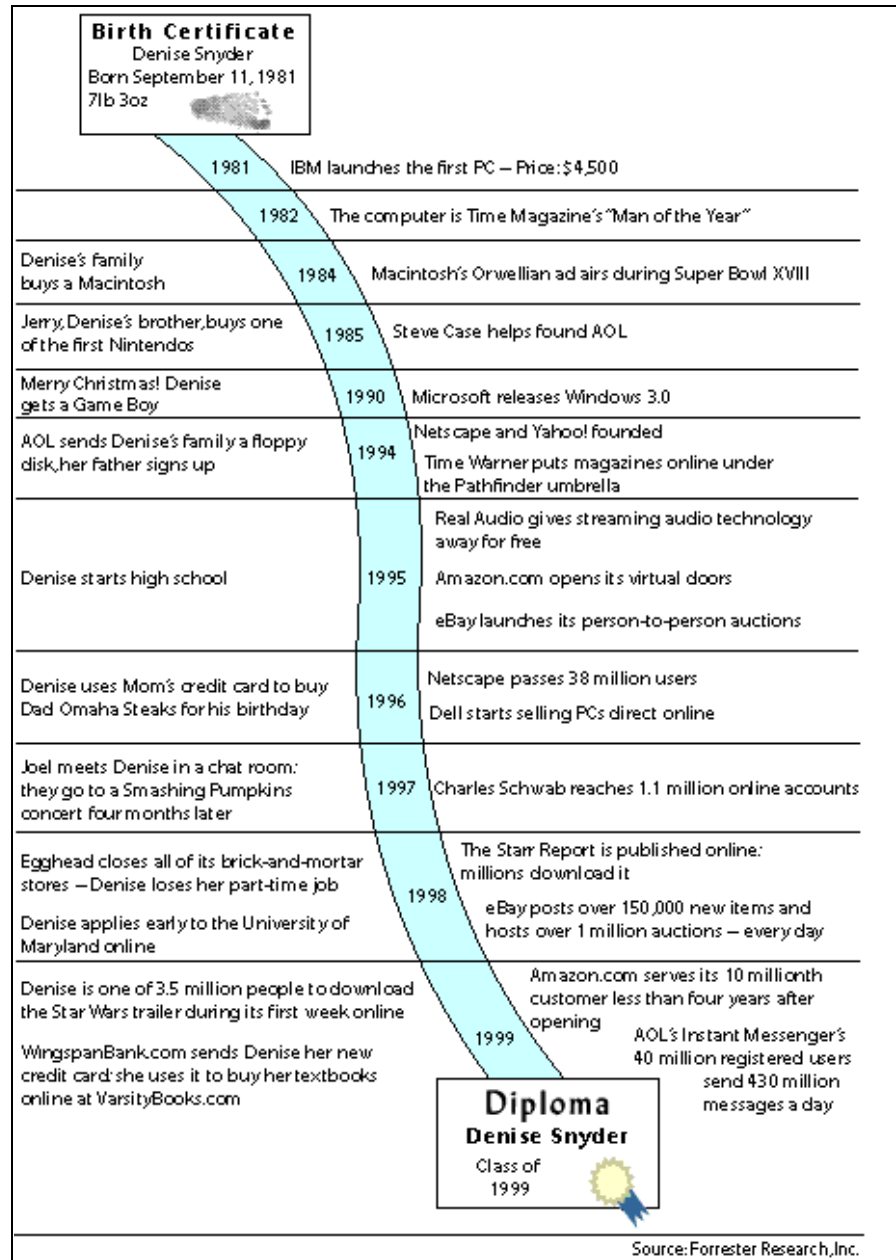 Birth Certificate
Denise Snyder
Born September 11, 1981
7lb 3oz
1981
IBM launches the first PC – Price: $4,500
1982
The computer is Time Magazine's "Man of the Year"
Denise's family
buys a Macintosh
1984
Macintosh's Orwellian ad airs during Super Bowl XVIII
Jerry, Denise's brother, buys one
of the first Nintendos
1985
Steve Case helps found AOL
Merry Christmas! Denise
gets a Game Boy
1990
Microsoft releases Windows 3.0
AOL sends Denise's family a floppy
disk, her father signs up
1994
Netscape and Yahoo! founded
Time Warner puts magazines online under
the Pathfinder umbrella
Denise starts high school
1995
Real Audio gives streaming audio technology
away for free
Amazon.com opens its virtual doors
eBay launches its person-to-person auctions
Denise uses Mom's credit card to buy
Dad Omaha Steaks for his birthday
1996
Netscape passes 38 million users
Dell starts selling PCs direct online
Joel meets Denise in a chat room:
they go to a Smashing Pumpkins
concert four months later
1997
Charles Schwab reaches 1.1 million online accounts
Egghead closes all of its brick-and-mortar
stores – Denise loses her part-time job
Denise applies early to the University of
Maryland online
1998
The Starr Report is published online:
millions download it
eBay posts over 150,000 new items and
hosts over 1 million auctions – every day
Denise is one of 3.5 million people to download
the Star Wars trailer during its first week online
WingspanBank.com sends Denise her new
credit card: she uses it to buy her textbooks
online at VarsityBooks.com
1999
Amazon.com serves its 10 millionth
customer less than four years after
opening
AOL's Instant Messenger's
40 million registered users
send 430 million
messages a day
Diploma
Denise Snyder
Class of
1999
Source: Forrester Research, Inc.